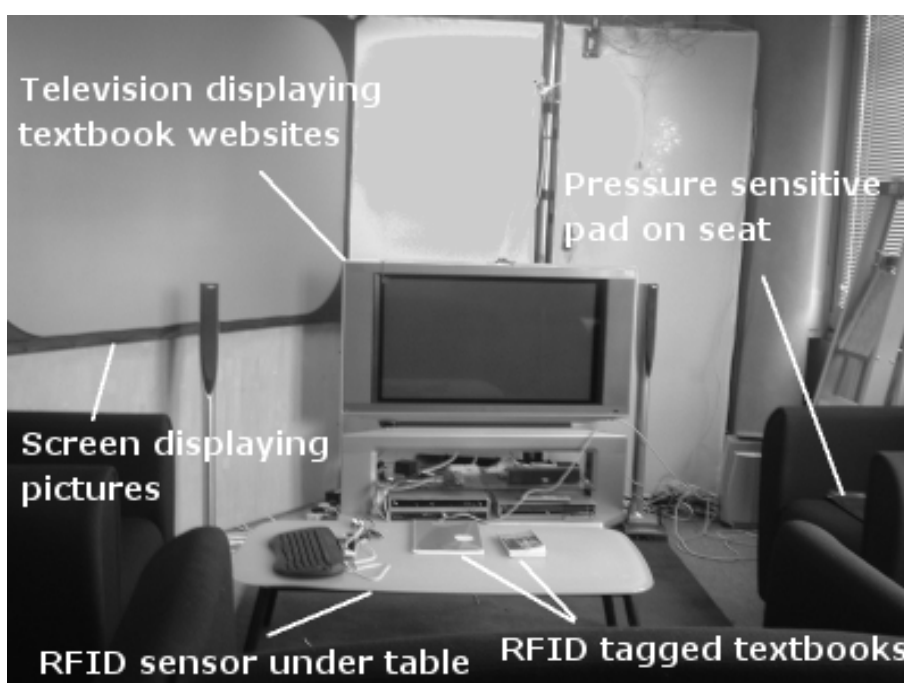 Television displaying
textbook websites
Pressure sensitive
pad on seat
Screen displaying
pictures
RFID sensor under table
RFID tagged textbooks